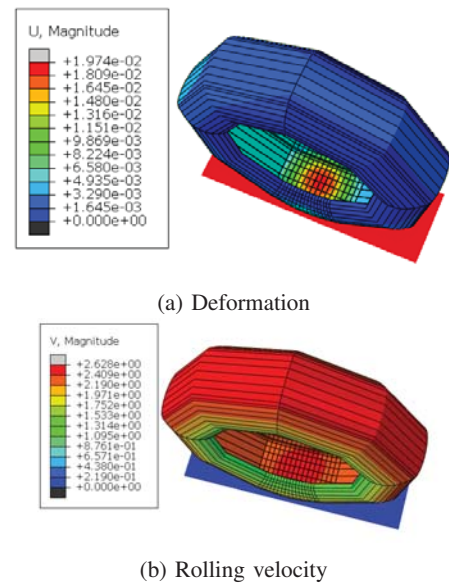 U, Magnitude
+1.974e-02
+1.809e-02
+1.645e-02
+1.480e-02
+1.316e-02
+1.151e-02
+9.869e-03
+8.224e-03
+6.580e-03
+4.935e-03
+3.290e-03
+1.645e-03
+0.000e+00
(a) Deformation
V, Magnitude
+2.628e+00
+2.409e+00
+2.190e+00
+1.971e+00
+1.752e+00
+1.533e+00
+1.314e+00
+1.095e+00
+8.761e-01
+6.571e-01
+4.380e-01
+2.190e-01
+0.000e+00
(b) Rolling velocity